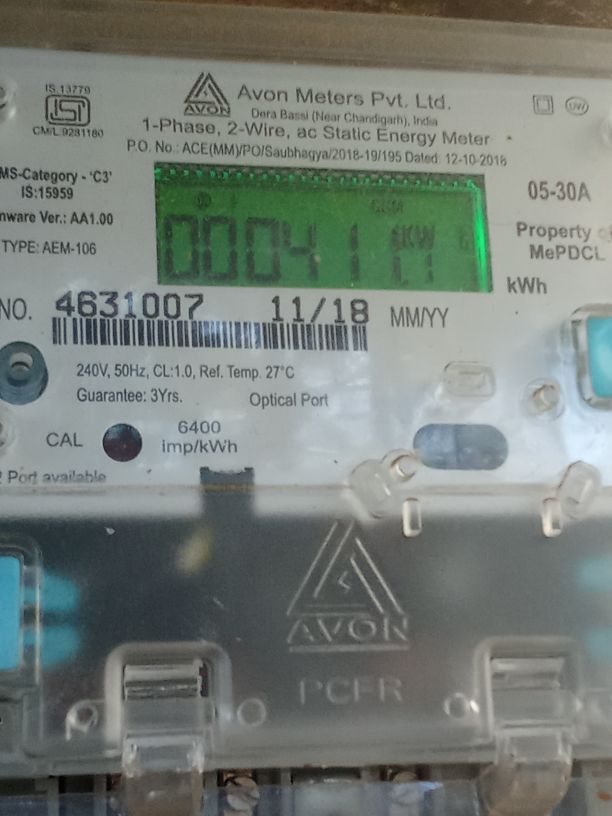 IS.13779
ISI
CM/L.9281180
AVON
Avon Meters Pvt. Ltd.
Dera Bassi (Near Chandigarh), India
1-Phase, 2-Wire, ac Static Energy Meter
P.O. No.: ACE(MM)/PO/Saubhagya/2018-19/195 Dated: 12-10-2018
MS-Category - 'C3'
IS:15959
mware Ver.: AA1.00
TYPE: AEM-106
CUM
000411 KW
05-30A
Property
MePDCL
kWh
NO. 4631007 11/18 MM/YY
240V, 50Hz, CL:1.0, Ref. Temp. 27°C
Guarantee: 3Yrs. Optical Port
CAL
6400
imp/kWh
Port available
AVON
PCFR